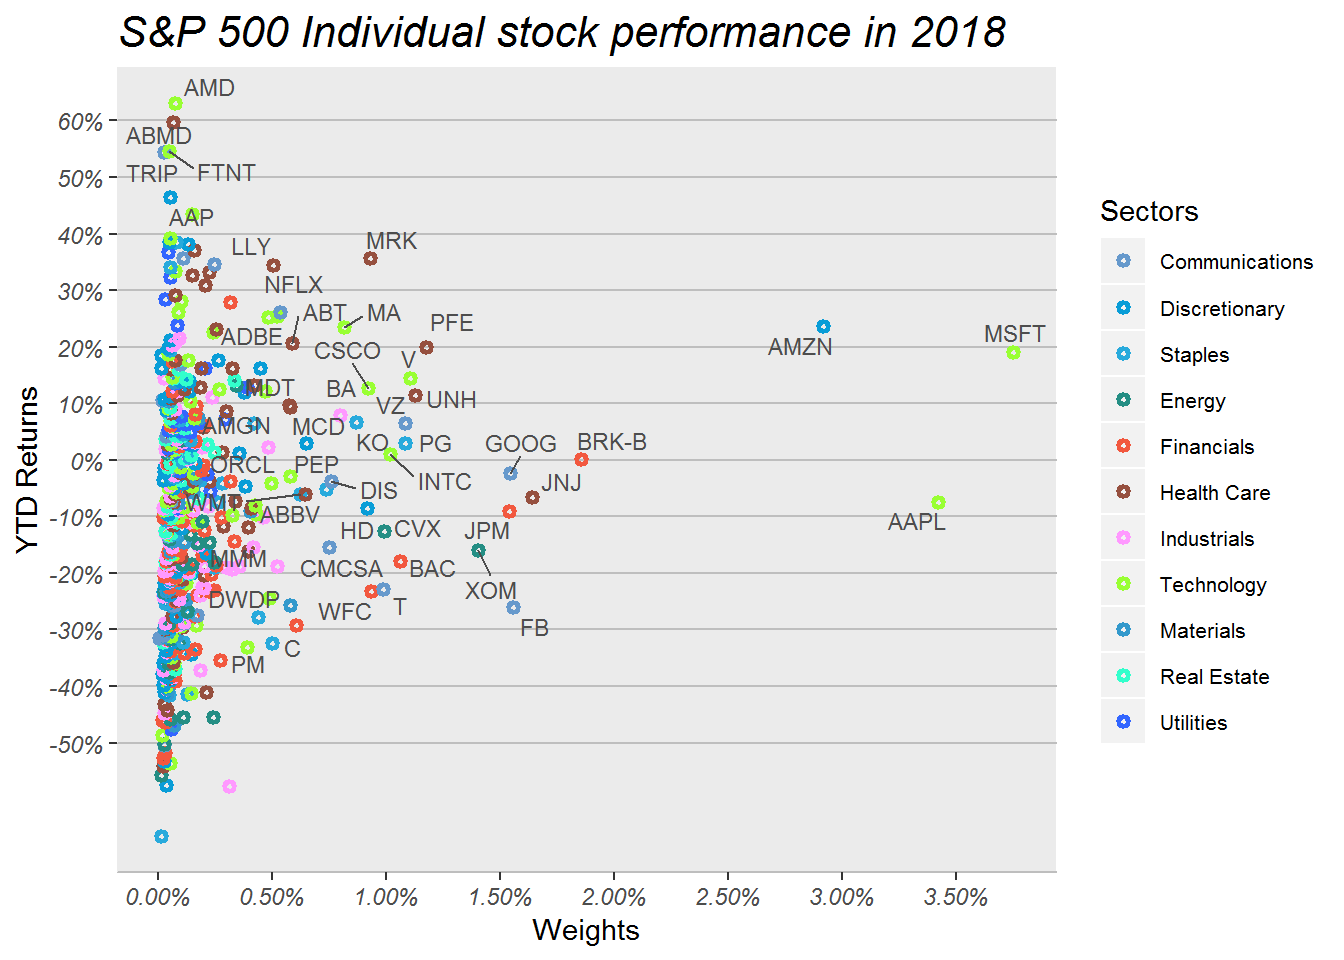 S&P 500 Individual stock performance in 2018
AMD
60%
ABMD
TRIP
FTNT
50%
AAP
40%
LLY
MRK
NFLX
30%
ABT
MA
PFE
ADBE
CSCO
MSFT
AMZN
20%
V
MDT
BA
VZ
UNH
10%
AMGN
MCD
KO
PG
GOOG
BRK-B
0%
ORCL
PEP
INTC
DIS
JNJ
WMT
ABBV
-10%
HD
CVX
JPM
AAPL
MMM
CMCSA
BAC
-20%
XOM
DWDP
WFC
T
FB
-30%
C
PM
-40%
-50%
0.00%
0.50%
1.00%
1.50%
2.00%
2.50%
3.00%
3.50%
Weights
YTD Returns
Sectors
Communications
Discretionary
Staples
Energy
Financials
Health Care
Industrials
Technology
Materials
Real Estate
Utilities